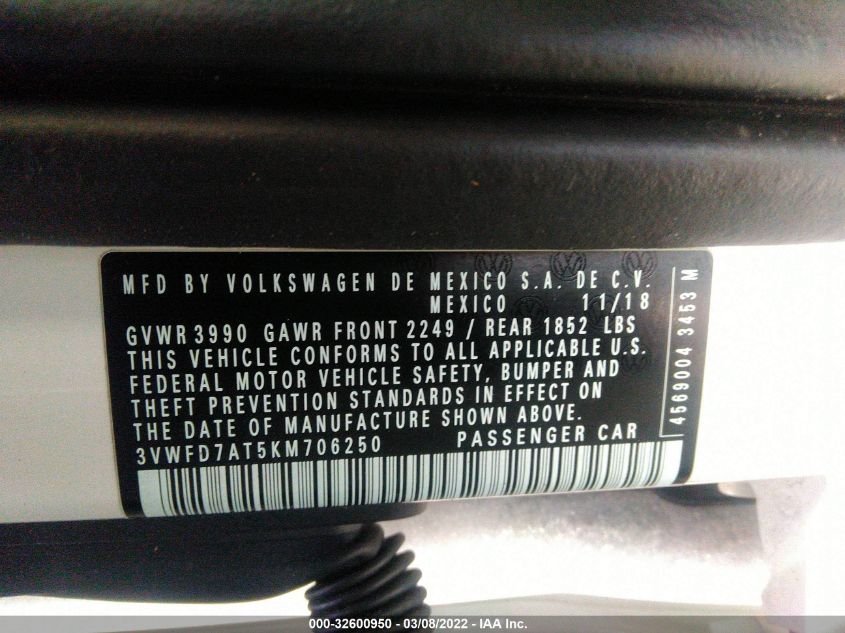 MFD BY VOLKSWAGEN DE MEXICO S.A. DE C.V.
MEXICO 11/18
GVWR 3990 GAWR FRONT 2249 / REAR 1852 LBS
THIS VEHICLE CONFORMS TO ALL APPLICABLE U.S.
FEDERAL MOTOR VEHICLE SAFETY, BUMPER AND
THEFT PREVENTION STANDARDS IN EFFECT ON
THE DATE OF MANUFACTURE SHOWN ABOVE.
3VWFD7AT5KM706250 PASSENGER CAR
4569004 3453 M
000-32600950 - 03/08/2022 - IAA Inc.